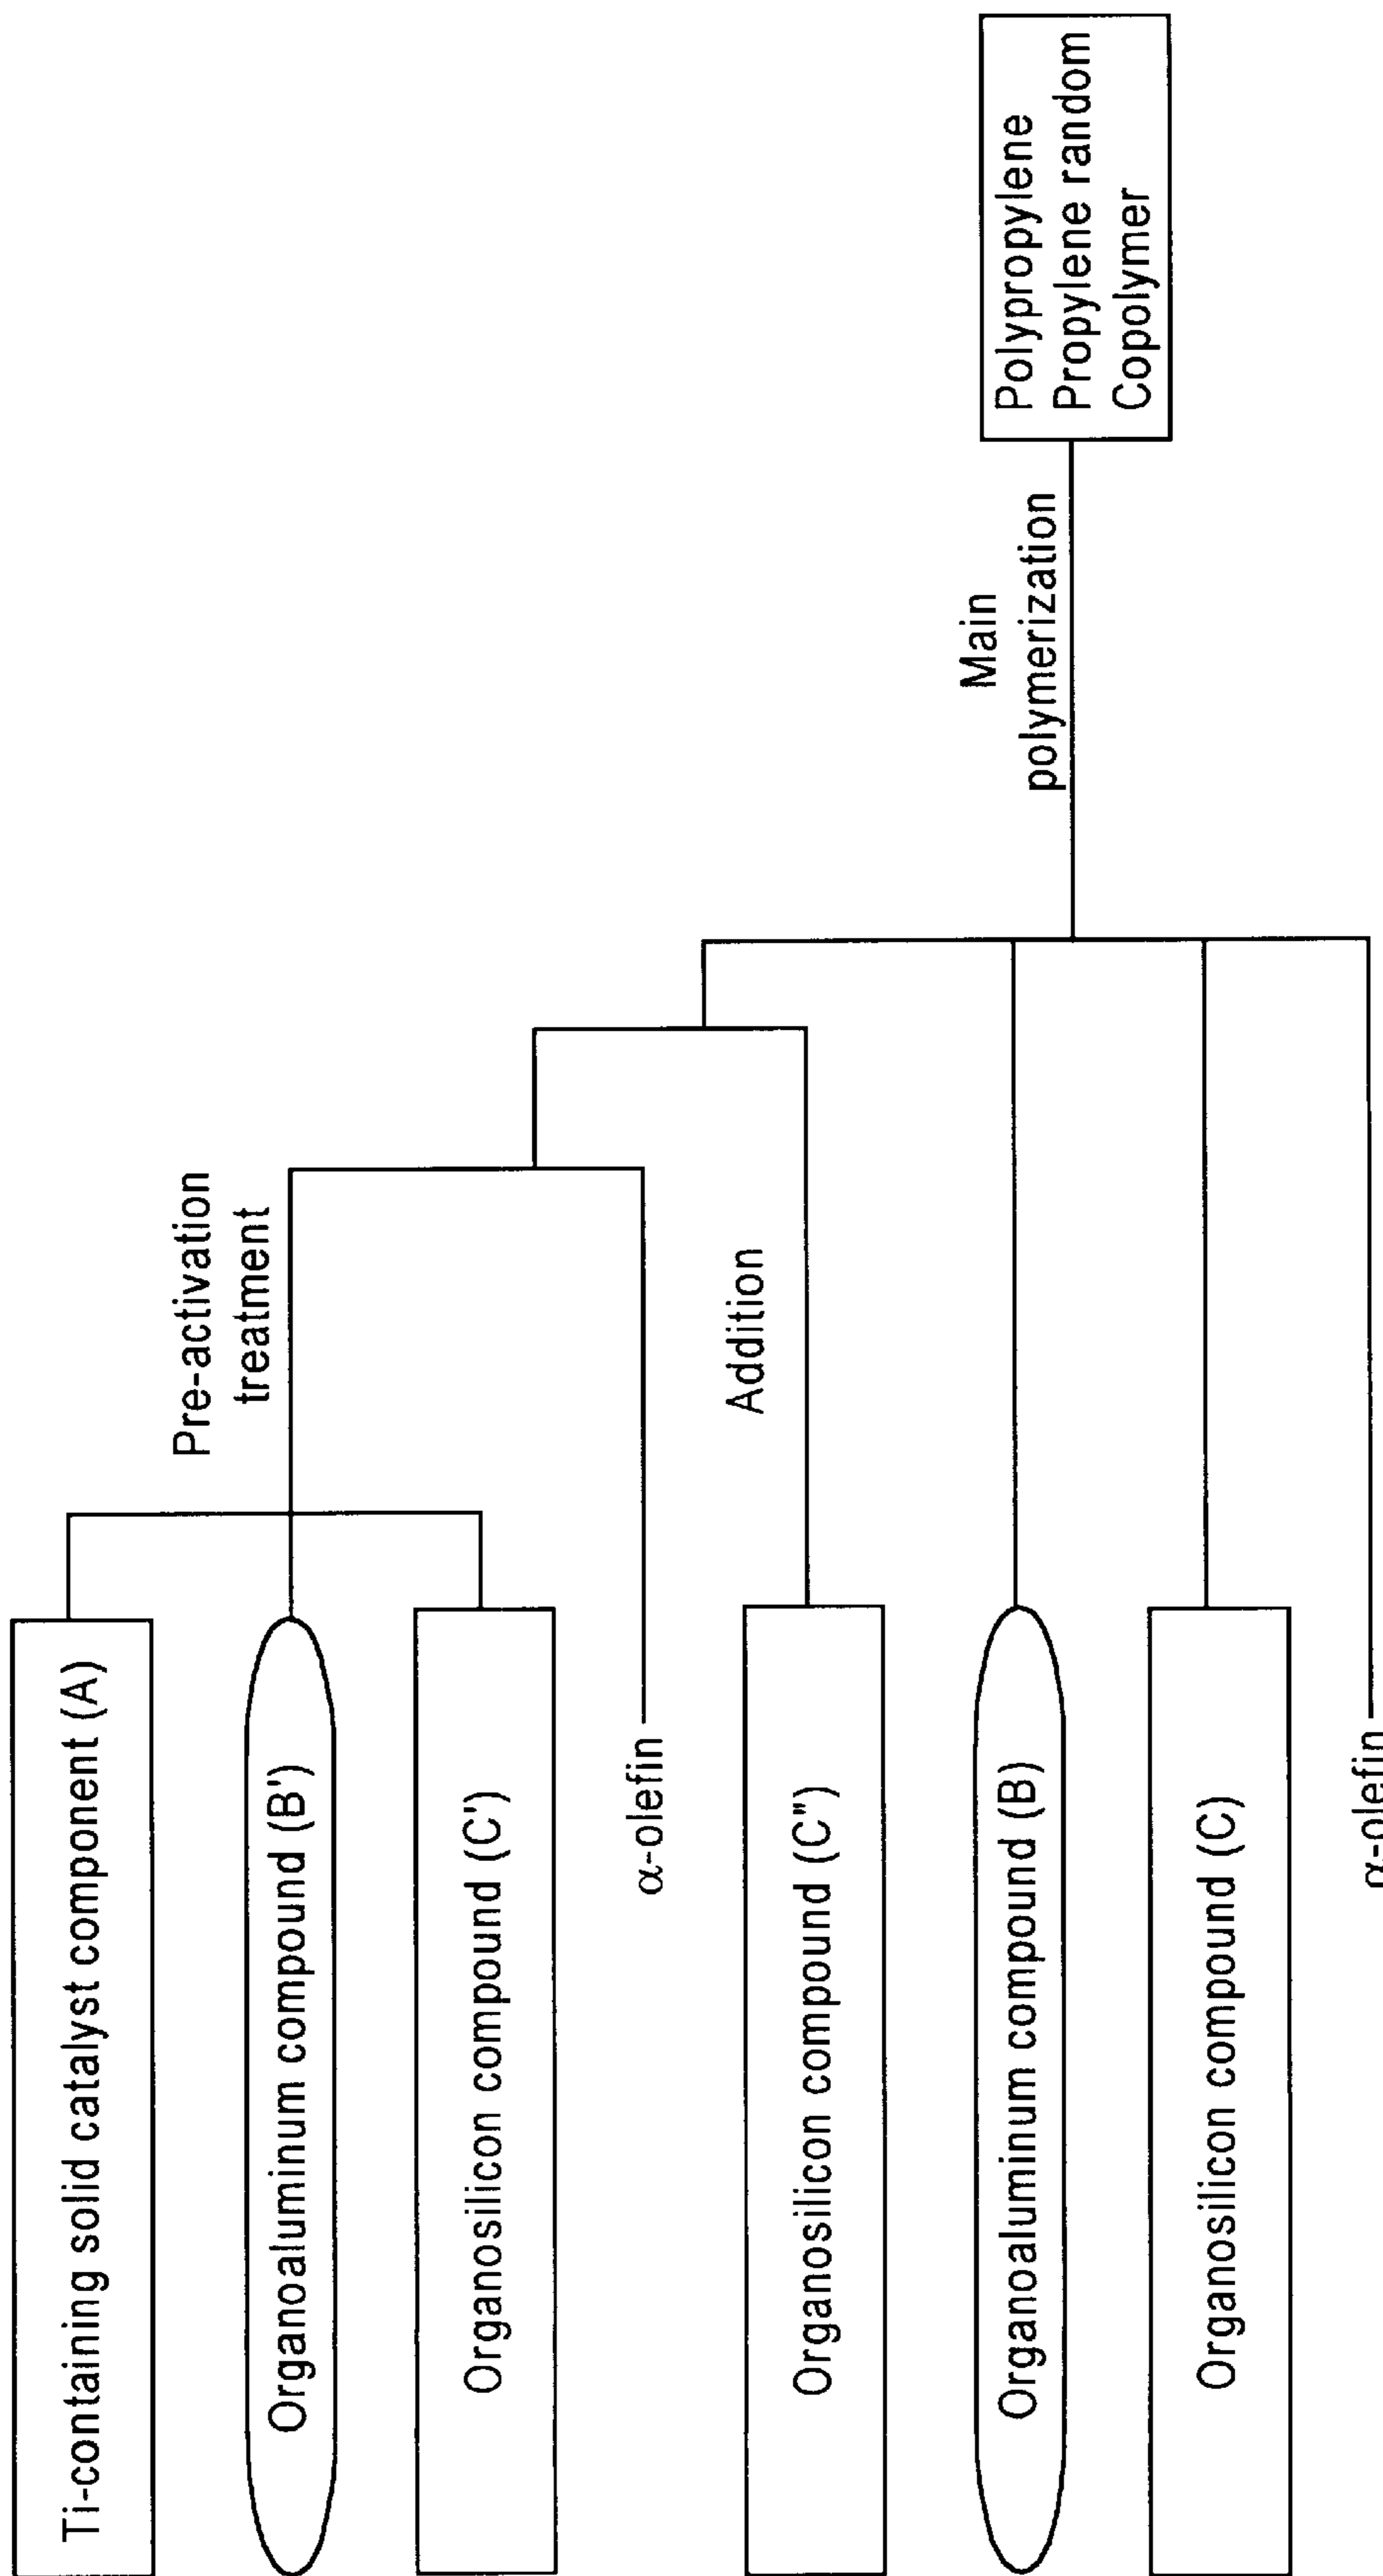 Ti-containing solid catalyst component (A)
Organoaluminum compound (B')
Organosilicon compound (C')
Pre-activation
treatment
α-olefin
Organosilicon compound (C")
Addition
Organoaluminum compound (B)
Organosilicon compound (C)
α-olefin
Main
polymerization
Polypropylene
Propylene random
Copolymer